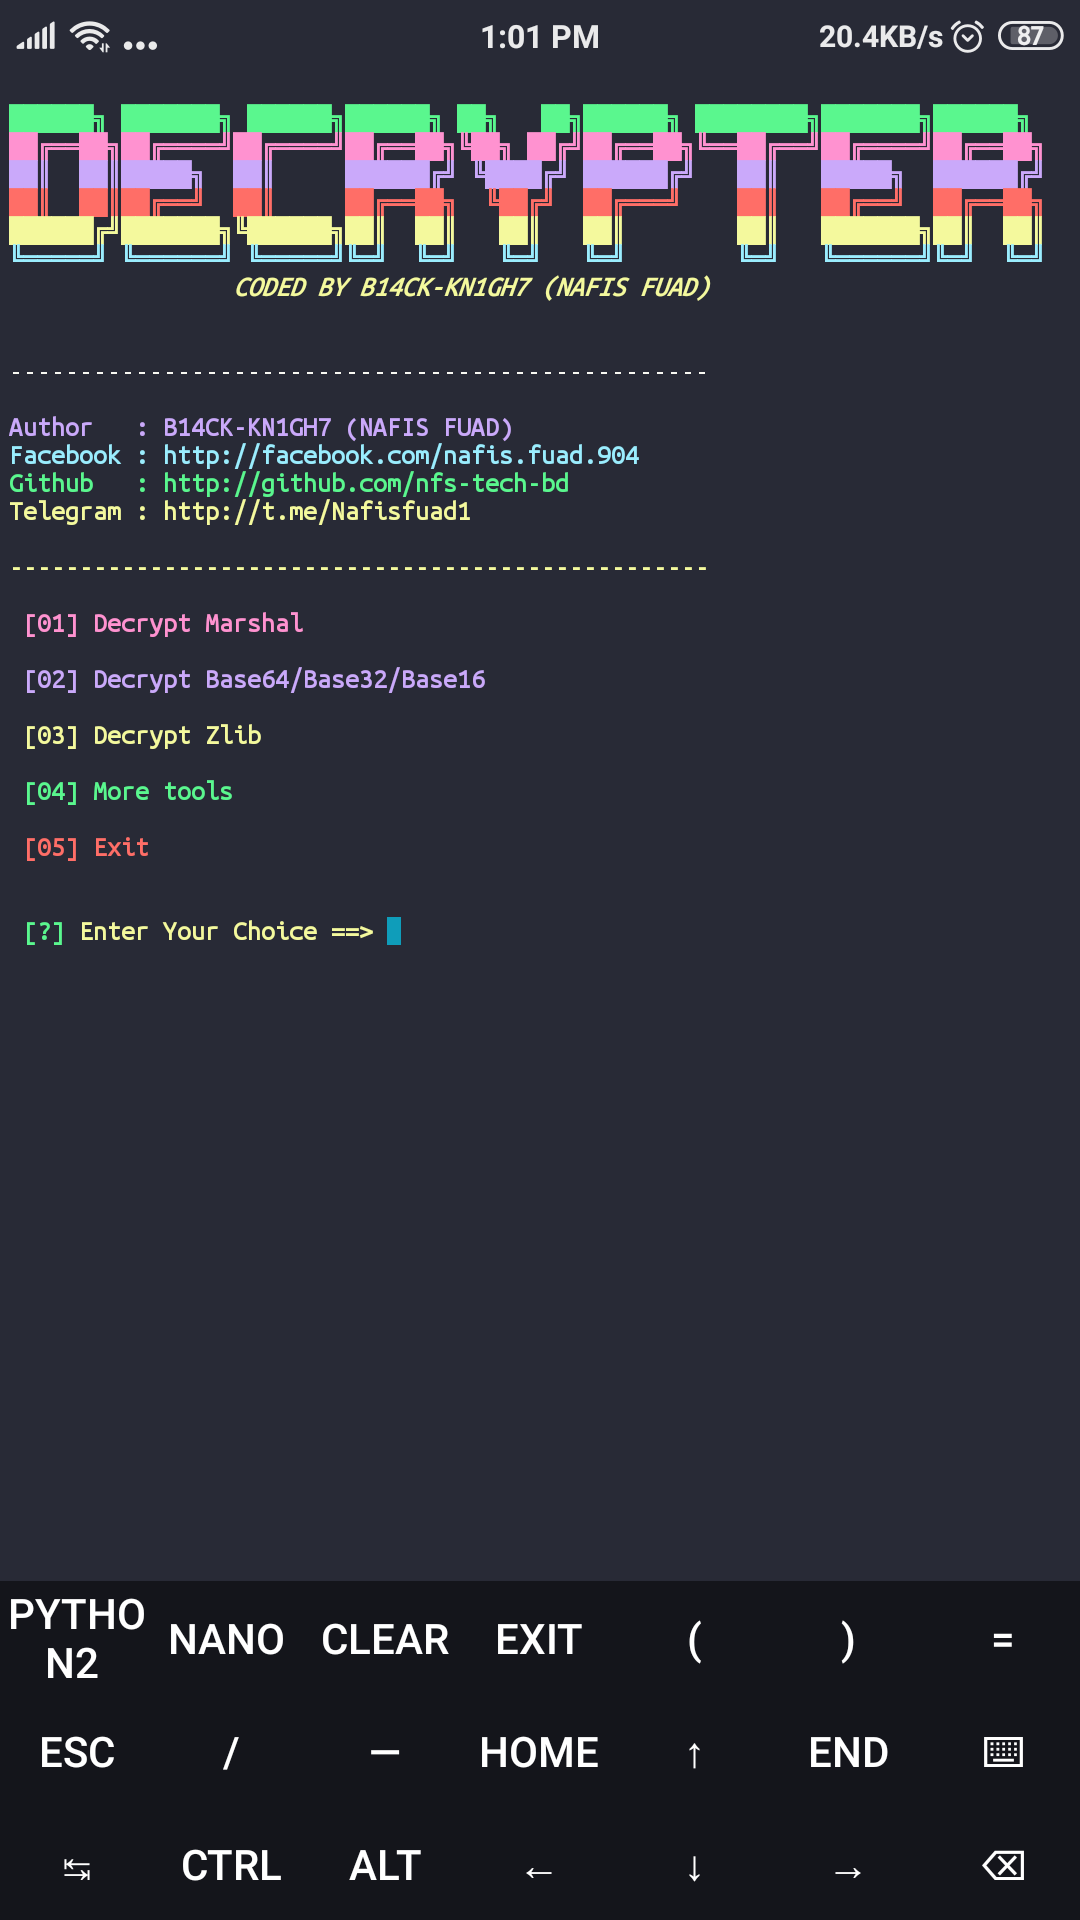 1:01 PM 20.4KB/s 87
DECRYPTER
CODED BY B14CK-KN1GH7 (NAFIS FUAD)
--------------------------------------------------
Author : B14CK-KN1GH7 (NAFIS FUAD)
Facebook : http://facebook.com/nafis.fuad.904
Github : http://github.com/nfs-tech-bd
Telegram : http://t.me/Nafisfuad1
--------------------------------------------------
[01] Decrypt Marshal
[02] Decrypt Base64/Base32/Base16
[03] Decrypt Zlib
[04] More tools
[05] Exit
[?] Enter Your Choice ==>
PYTHO
N2 NANO CLEAR EXIT ( ) =
ESC / — HOME ↑ END
↹ CTRL ALT ← ↓ → ⌫